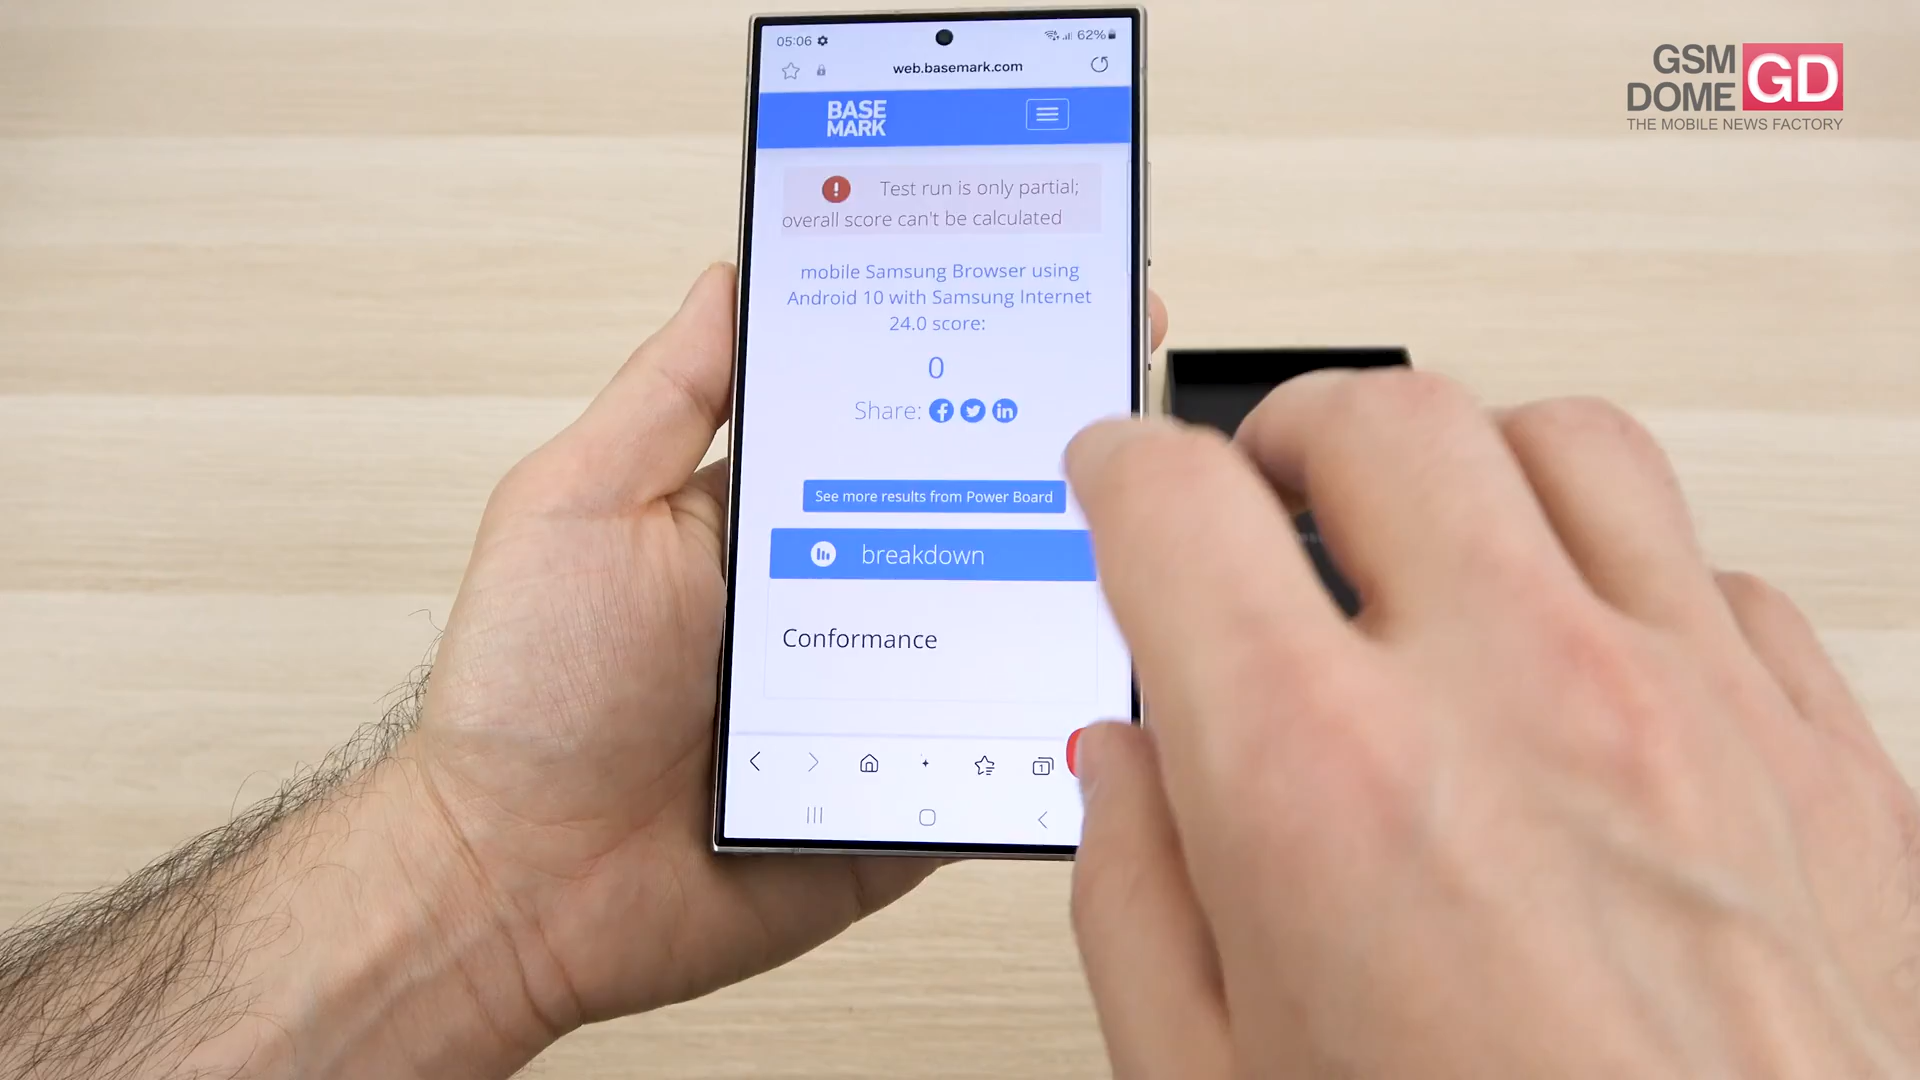 05:06
62%
web.basemark.com
BASE
MARK
Test run is only partial;
overall score can't be calculated
mobile Samsung Browser using
Android 10 with Samsung Internet
24.0 score:
0
Share:
See more results from Power Board
breakdown
Conformance
1
GSM
DOME
GD
THE MOBILE NEWS FACTORY